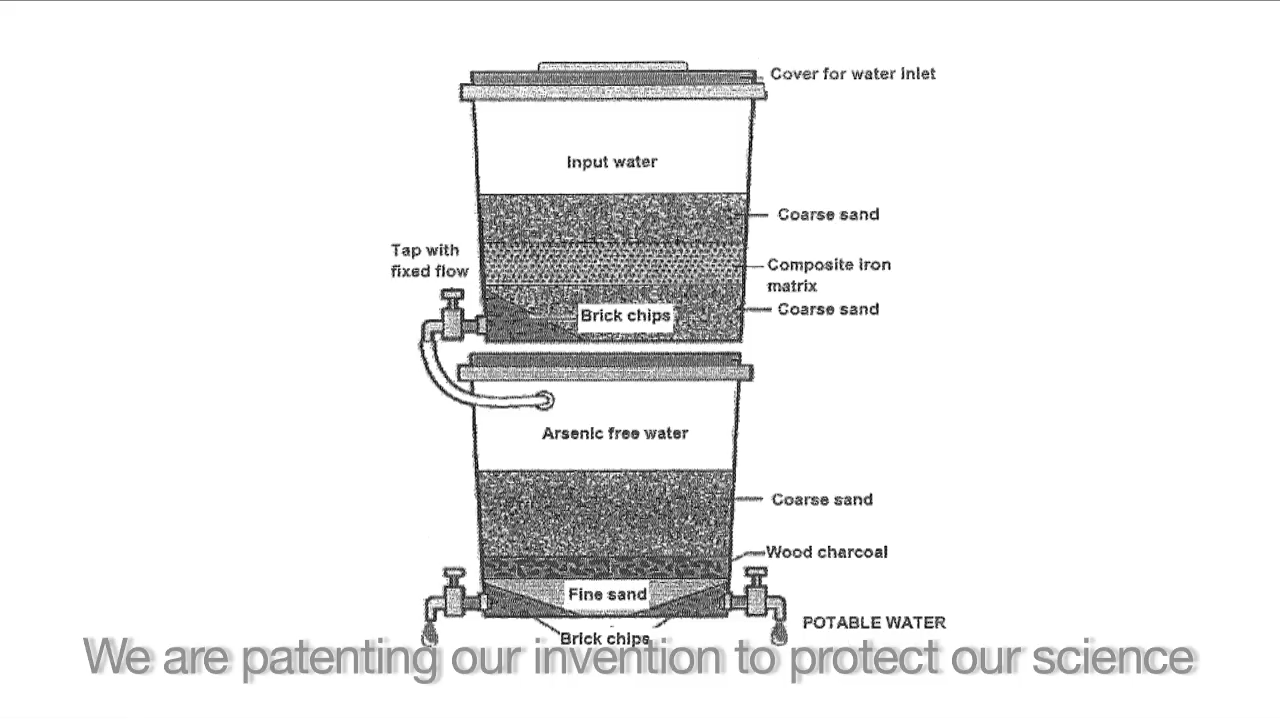 Cover for water inlet
Input water
Coarse sand
Tap with
fixed flow
Composite iron
matrix
Coarse sand
Brick chips
Arsenic free water
Coarse sand
Wood charcoal
Fine sand
POTABLE WATER
Brick chips
We are patenting our invention to protect our science